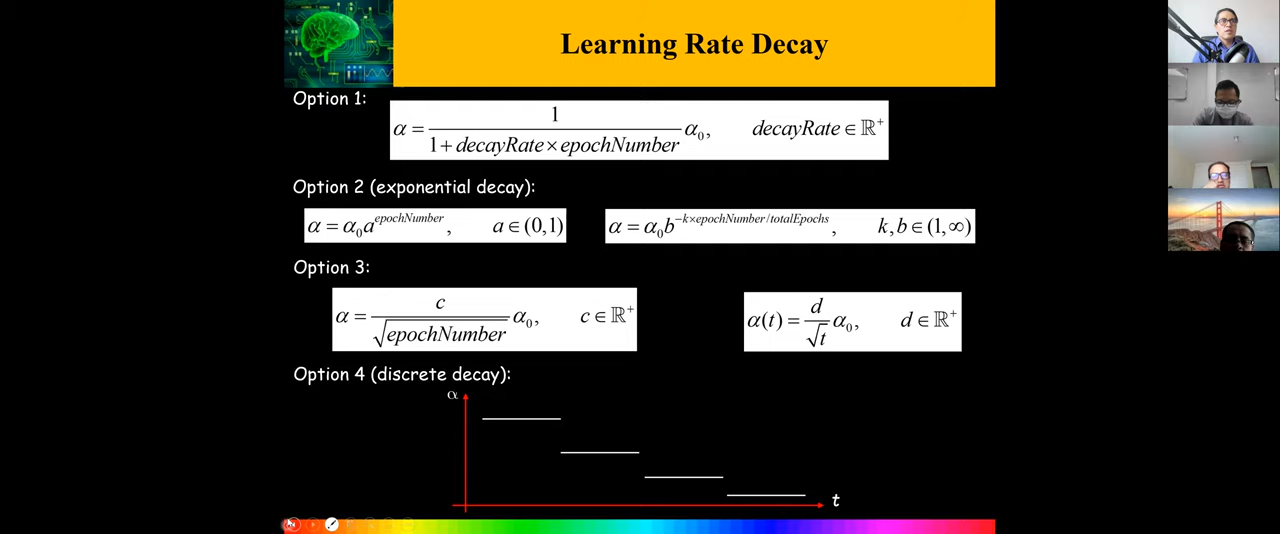 Learning Rate Decay
Option 1:
α = 1 / (1 + decayRate × epochNumber) α₀, decayRate ∈ ℝ⁺
Option 2 (exponential decay):
α = α₀a^epochNumber, a ∈ (0,1) α = α₀b^(−k×epochNumber/totalEpochs), k,b ∈ (1,∞)
Option 3:
α = c / √epochNumber α₀, c ∈ ℝ⁺ α(t) = d / √t α₀, d ∈ ℝ⁺
Option 4 (discrete decay):
α
t